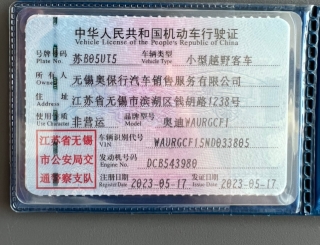 中华人民共和国机动车行驶证
Vehicle License of the People's Republic of China
号牌号码 Plate No. 苏B05UT5 车辆类型 Vehicle Type 小型越野客车
所有人 Owner 无锡奥保行汽车销售服务有限公司
住址 Address 江苏省无锡市滨湖区钱胡路1238号
使用性质 Use Character 非营运 品牌型号 Model 奥迪WAURGCF1
江苏省无锡
市公安局交
通警察支队
车辆识别代号 VIN WAURGCF15ND033805
发动机号码 Engine No. DCB543980
注册日期 Register Date 2023-05-17 发证日期 Issue Date 2023-05-17